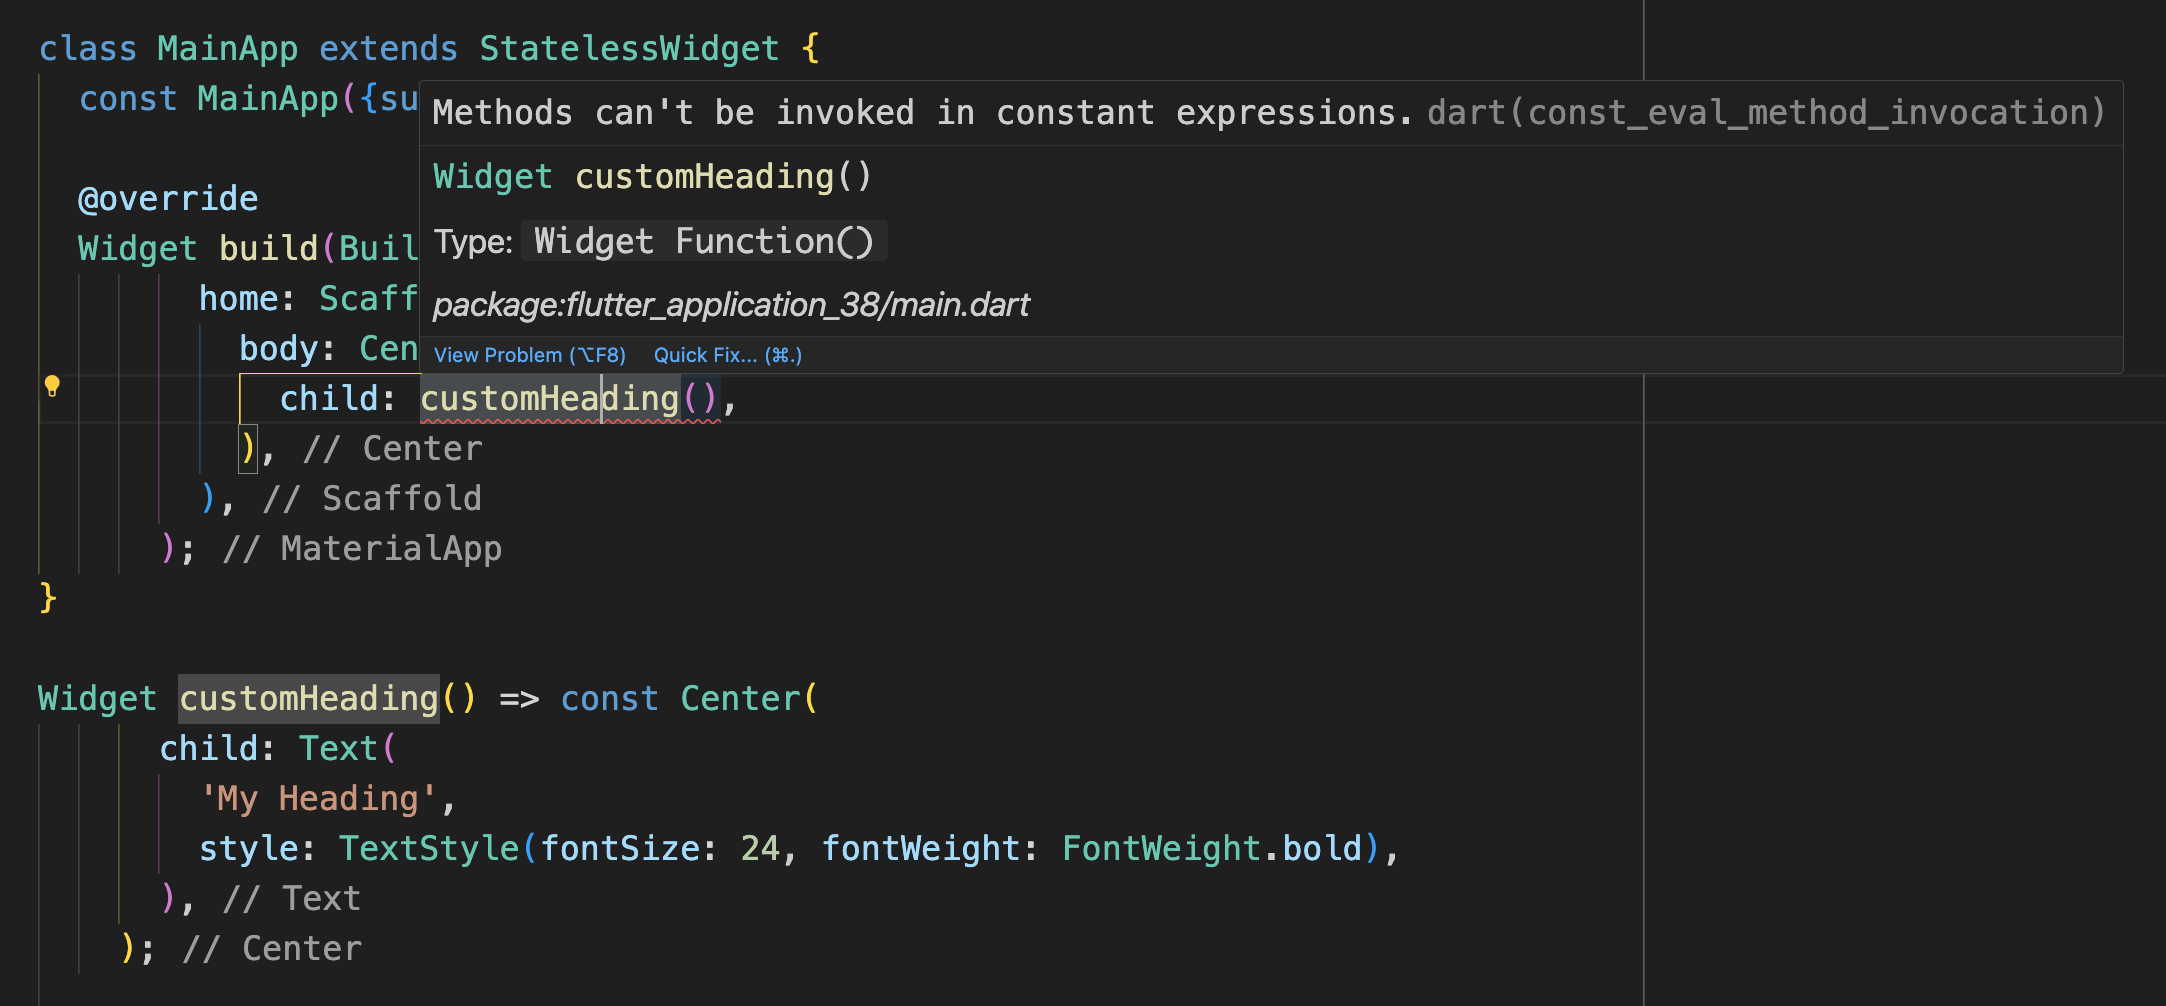 class MainApp extends StatelessWidget {
const MainApp({su
Methods can't be invoked in constant expressions. dart(const_eval_method_invocation)
Widget customHeading()
Type: Widget Function()
package:flutter_application_38/main.dart
View Problem (⌥F8) Quick Fix... (⌘.)
@override
Widget build(Buil
home: Scaff
body: Cen
child: customHeading(),
), // Center
), // Scaffold
); // MaterialApp
}
Widget customHeading() => const Center(
child: Text(
'My Heading',
style: TextStyle(fontSize: 24, fontWeight: FontWeight.bold),
), // Text
); // Center